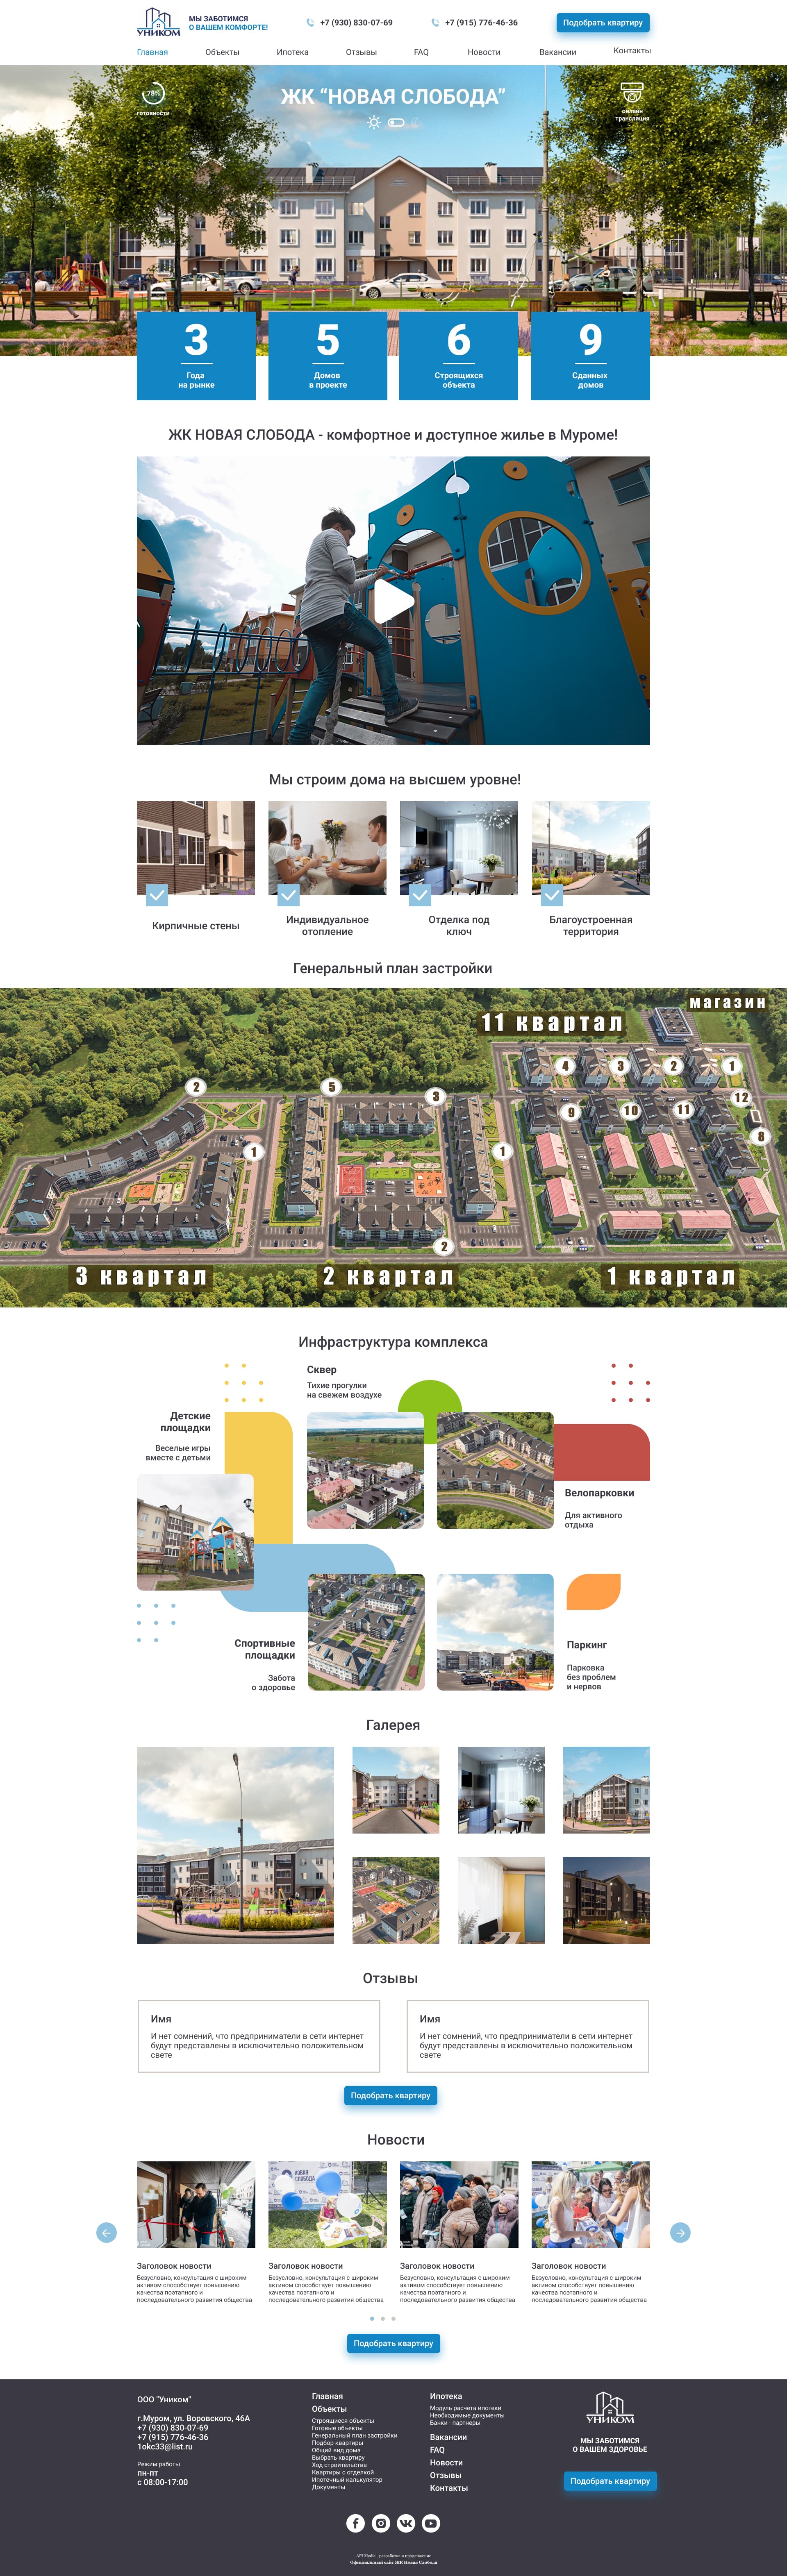 УНИКОМ
МЫ ЗАБОТИМСЯ
О ВАШЕМ КОМФОРТЕ!
+7 (930) 830-07-69
+7 (915) 776-46-36
Подобрать квартиру
Главная
Объекты
Ипотека
Отзывы
FAQ
Новости
Вакансии
Контакты
78%
готовности
ЖК “НОВАЯ СЛОБОДА”
онлайн
трансляция
3
Года
на рынке
5
Домов
в проекте
6
Строящихся
объекта
9
Сданных
домов
ЖК НОВАЯ СЛОБОДА - комфортное и доступное жилье в Муроме!
Мы строим дома на высшем уровне!
Кирпичные стены
Индивидуальное
отопление
Отделка под
ключ
Благоустроенная
территория
Генеральный план застройки
магазин
11 квартал
4
3
2
1
2
5
3
9
10
11
12
8
1
1
2
3 квартал
2 квартал
1 квартал
Инфраструктура комплекса
Сквер
Тихие прогулки
на свежем воздухе
Детские
площадки
Веселые игры
вместе с детьми
Велопарковки
Для активного
отдыха
Спортивные
площадки
Забота
о здоровье
Паркинг
Парковка
без проблем
и нервов
Галерея
Отзывы
Имя
И нет сомнений, что предприниматели в сети интернет
будут представлены в исключительно положительном
свете
Имя
И нет сомнений, что предприниматели в сети интернет
будут представлены в исключительно положительном
свете
Подобрать квартиру
Новости
НОВАЯ
СЛОБОДА
Заголовок новости
Безусловно, консультация с широким
активом способствует повышению
качества поэтапного и
последовательного развития общества
Заголовок новости
Безусловно, консультация с широким
активом способствует повышению
качества поэтапного и
последовательного развития общества
Заголовок новости
Безусловно, консультация с широким
активом способствует повышению
качества поэтапного и
последовательного развития общества
Заголовок новости
Безусловно, консультация с широким
активом способствует повышению
качества поэтапного и
последовательного развития общества
Подобрать квартиру
ООО "Уником"
г.Муром, ул. Воровского, 46А
+7 (930) 830-07-69
+7 (915) 776-46-36
1okc33@list.ru
Режим работы
пн-пт
с 08:00-17:00
Главная
Объекты
Строящиеся объекты
Готовые объекты
Генеральный план застройки
Подбор квартиры
Общий вид дома
Выбрать квартиру
Ход строительства
Квартиры с отделкой
Ипотечный калькулятор
Документы
Ипотека
Модуль расчета ипотеки
Необходимые документы
Банки - партнеры
Вакансии
FAQ
Новости
Отзывы
Контакты
УНИКОМ
МЫ ЗАБОТИМСЯ
О ВАШЕМ ЗДОРОВЬЕ
Подобрать квартиру
API Media - разработка и продвижение
Официальный сайт ЖК Новая Слобода